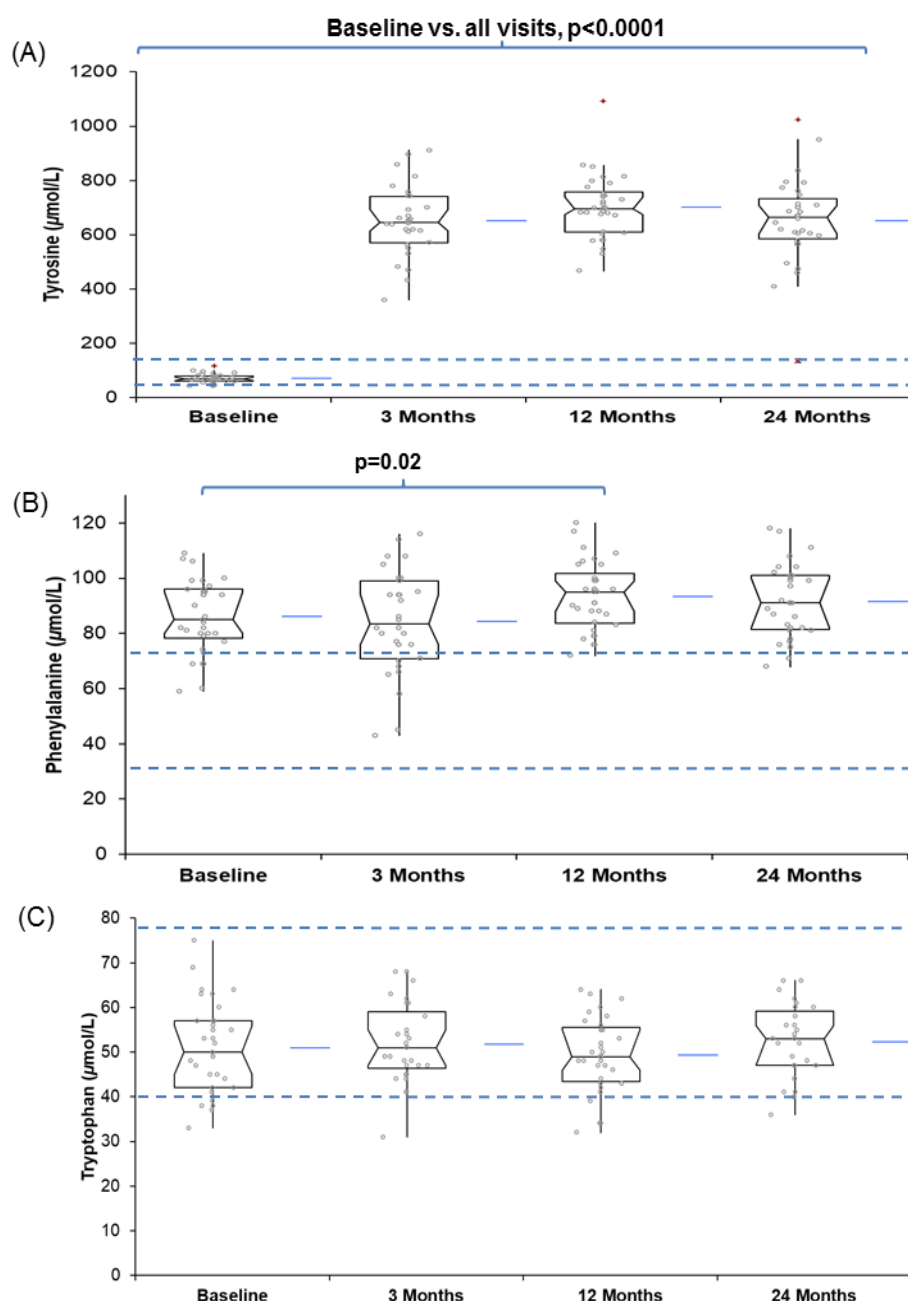 Baseline vs. all visits, p<0.0001
(A)
1200
1000
800
600
400
200
0
Tyrosine (µmol/L)
Baseline 3 Months 12 Months 24 Months
p=0.02
(B)
120
100
80
60
40
20
0
Phenylalanine (µmol/L)
Baseline 3 Months 12 Months 24 Months
(C)
80
70
60
50
40
30
20
10
0
Tryptophan (µmol/L)
Baseline 3 Months 12 Months 24 Months